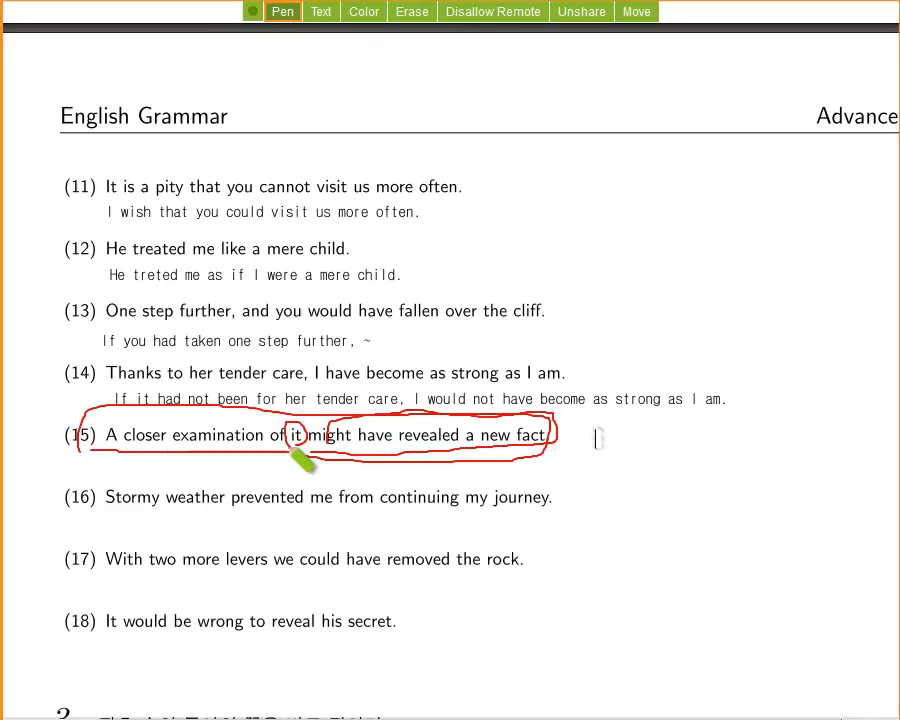 Pen Text Color Erase Disallow Remote Unshare Move
English Grammar Advance
(11) It is a pity that you cannot visit us more often.
I wish that you could visit us more often.
(12) He treated me like a mere child.
He treted me as if I were a mere child.
(13) One step further, and you would have fallen over the cliff.
If you had taken one step further, ~
(14) Thanks to her tender care, I have become as strong as I am.
If it had not been for her tender care, I would not have become as strong as I am.
(15) A closer examination of it might have revealed a new fact.
(16) Stormy weather prevented me from continuing my journey.
(17) With two more levers we could have removed the rock.
(18) It would be wrong to reveal his secret.